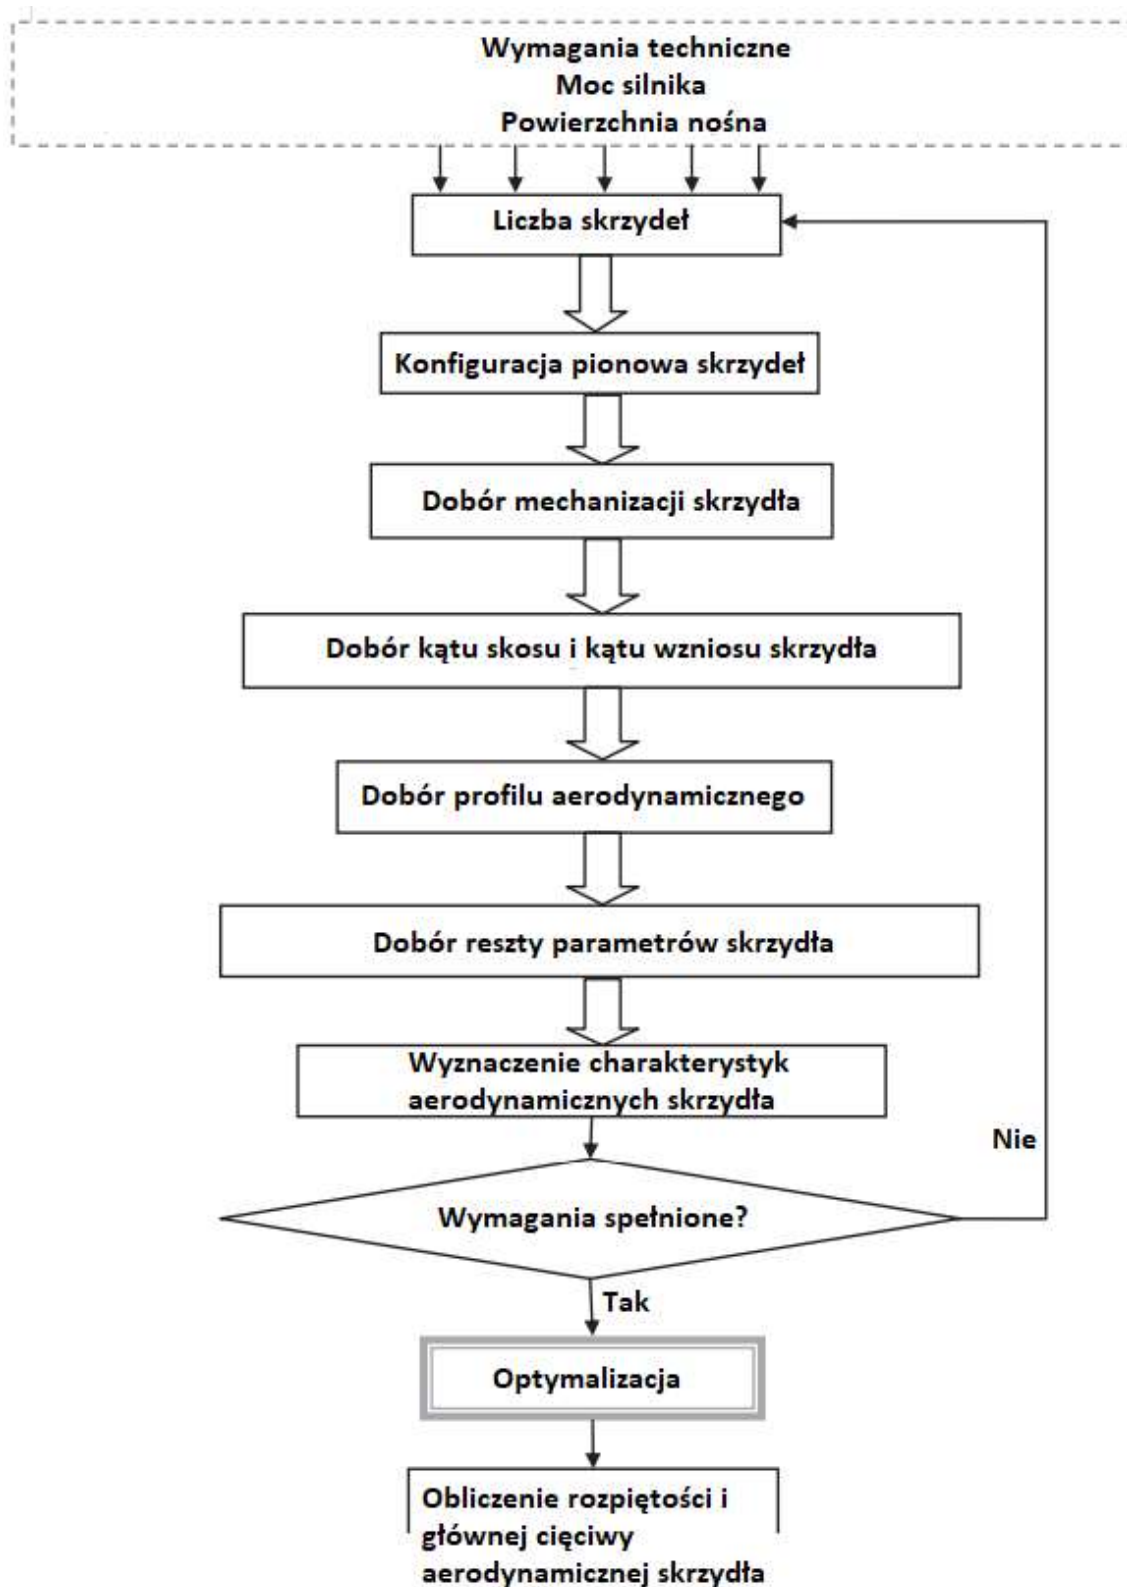 Wymagania techniczne
Moc silnika
Powierzchnia nośna
Liczba skrzydeł
Konfiguracja pionowa skrzydeł
Dobór mechanizacji skrzydła
Dobór kątu skosu i kątu wzniosu skrzydła
Dobór profilu aerodynamicznego
Dobór reszty parametrów skrzydła
Wyznaczenie charakterystyk
aerodynamicznych skrzydła
Nie
Wymagania spełnione?
Tak
Optymalizacja
Obliczenie rozpiętości i
głównej cięciwy
aerodynamicznej skrzydła